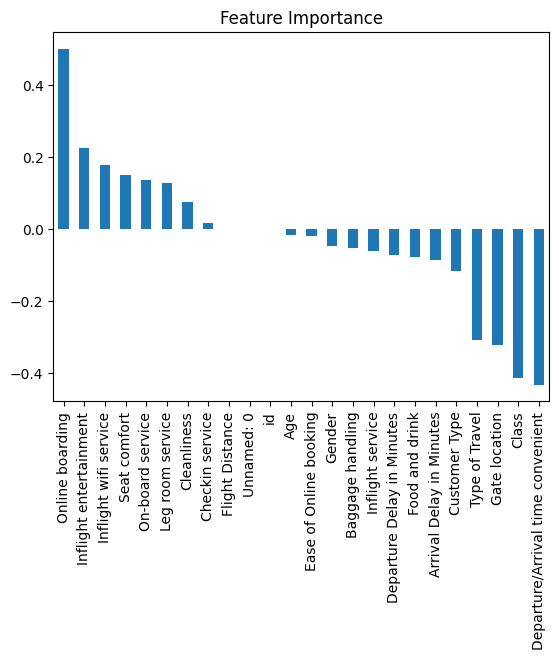 Feature Importance
0.4
0.2
0.0
−0.2
−0.4
Online boarding
Inflight entertainment
Inflight wifi service
Seat comfort
On-board service
Leg room service
Cleanliness
Checkin service
Flight Distance
Unnamed: 0
id
Age
Ease of Online booking
Gender
Baggage handling
Inflight service
Departure Delay in Minutes
Food and drink
Arrival Delay in Minutes
Customer Type
Type of Travel
Gate location
Class
Departure/Arrival time convenient